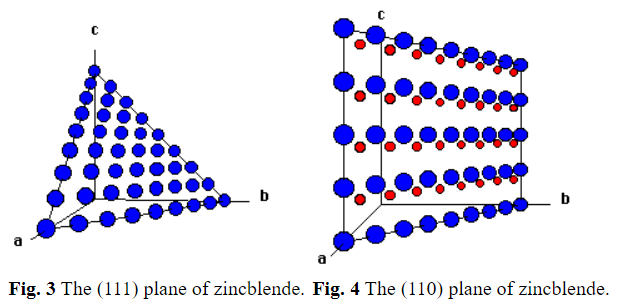 c
b
a
c
b
a
Fig. 3 The (111) plane of zincblende.
Fig. 4 The (110) plane of zincblende.